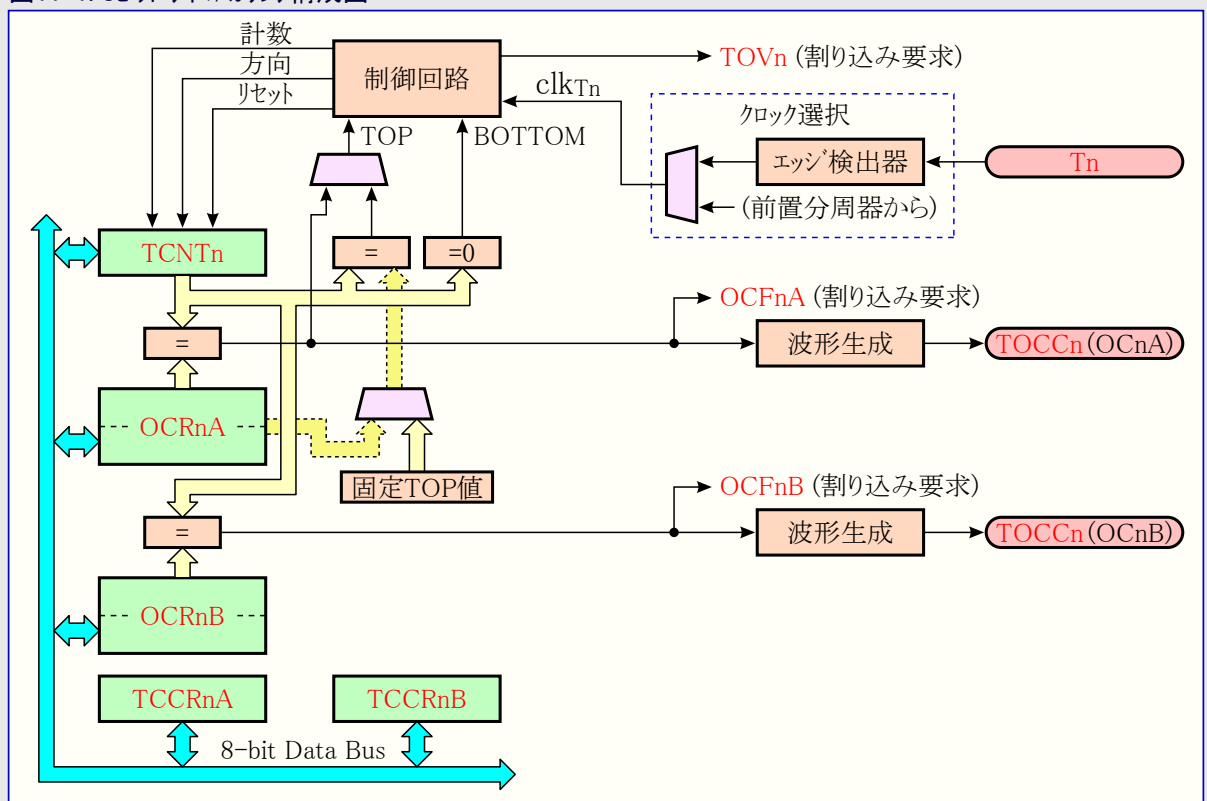 計数
方向
リセット
制御回路
TOVn (割り込み要求)
clkTn
クロック選択
TOP
BOTTOM
エッジ検出器
Tn
(前置分周器から)
TCNTn
=
=0
OCFnA (割り込み要求)
=
波形生成
TOCCn(OCnA)
OCRnA
固定TOP値
OCFnB (割り込み要求)
=
波形生成
TOCCn(OCnB)
OCRnB
TCCRnA
TCCRnB
8-bit Data Bus